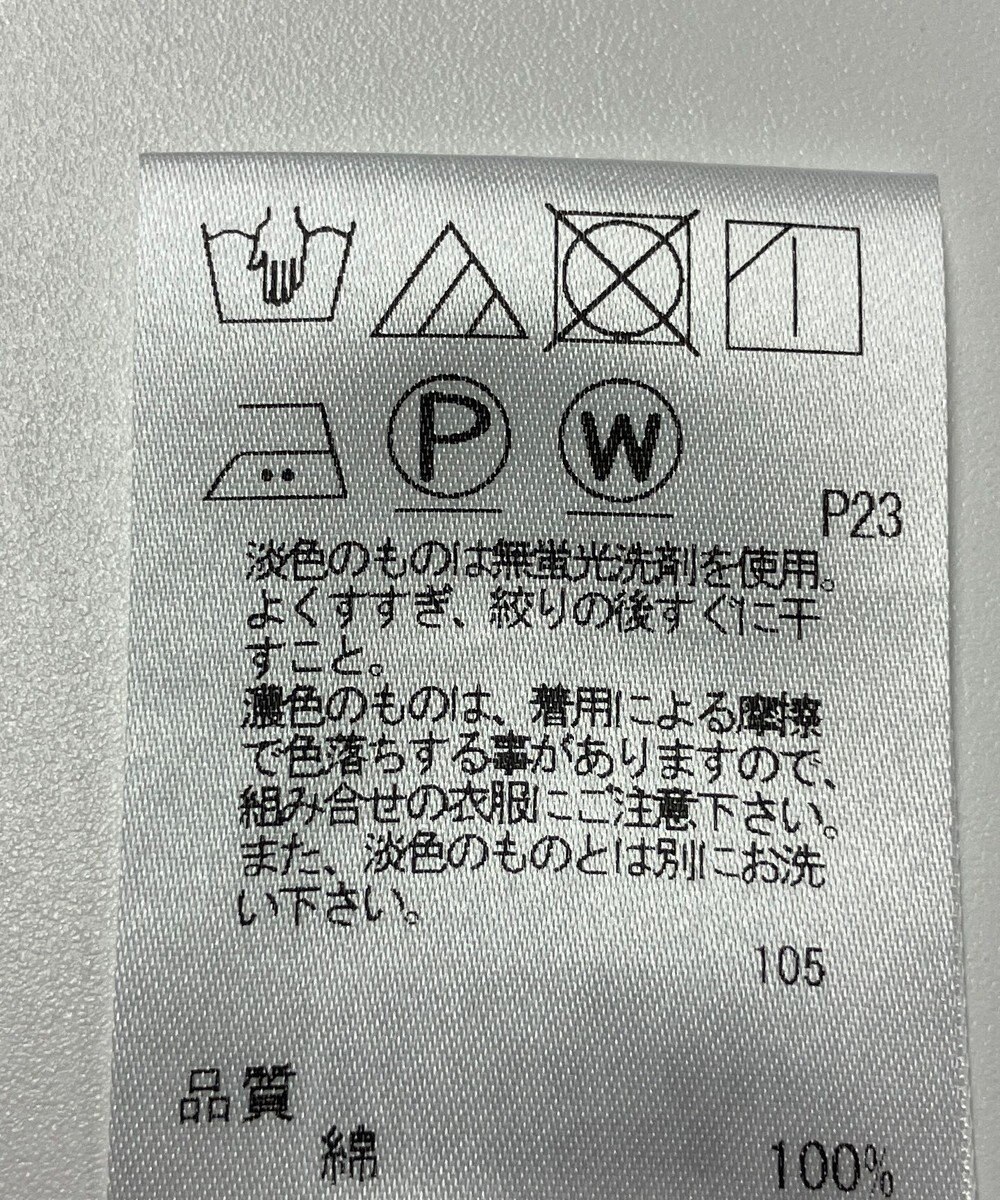 P W
P23
淡色のものは無蛍光洗剤を使用。
よくすすぎ、絞りの後すぐに干
すこと。
濃色のものは、着用による摩擦
で色落ちする事がありますので、
組み合せの衣服にご注意下さい。
また、淡色のものとは別にお洗
い下さい。
105
品質
綿 100%